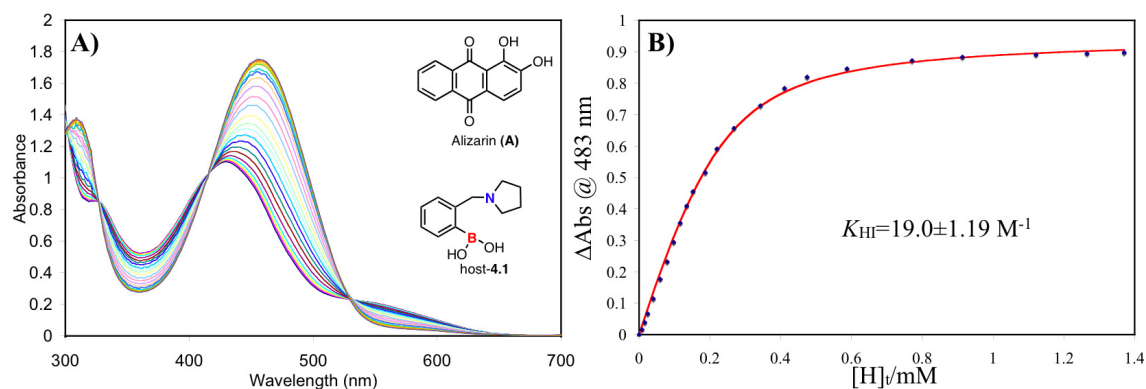 A)
2
1.8
1.6
1.4
1.2
1
0.8
0.6
0.4
0.2
0
Absorbance
300 400 500 600 700
Wavelength (nm)
O OH
OH
O
Alizarin (A)
N
B
HO OH
host-4.1
B)
1
0.9
0.8
0.7
0.6
0.5
0.4
0.3
0.2
0.1
0
ΔAbs @ 483 nm
K_HI=19.0±1.19 M⁻¹
0 0.2 0.4 0.6 0.8 1 1.2 1.4
[H]ₜ/mM